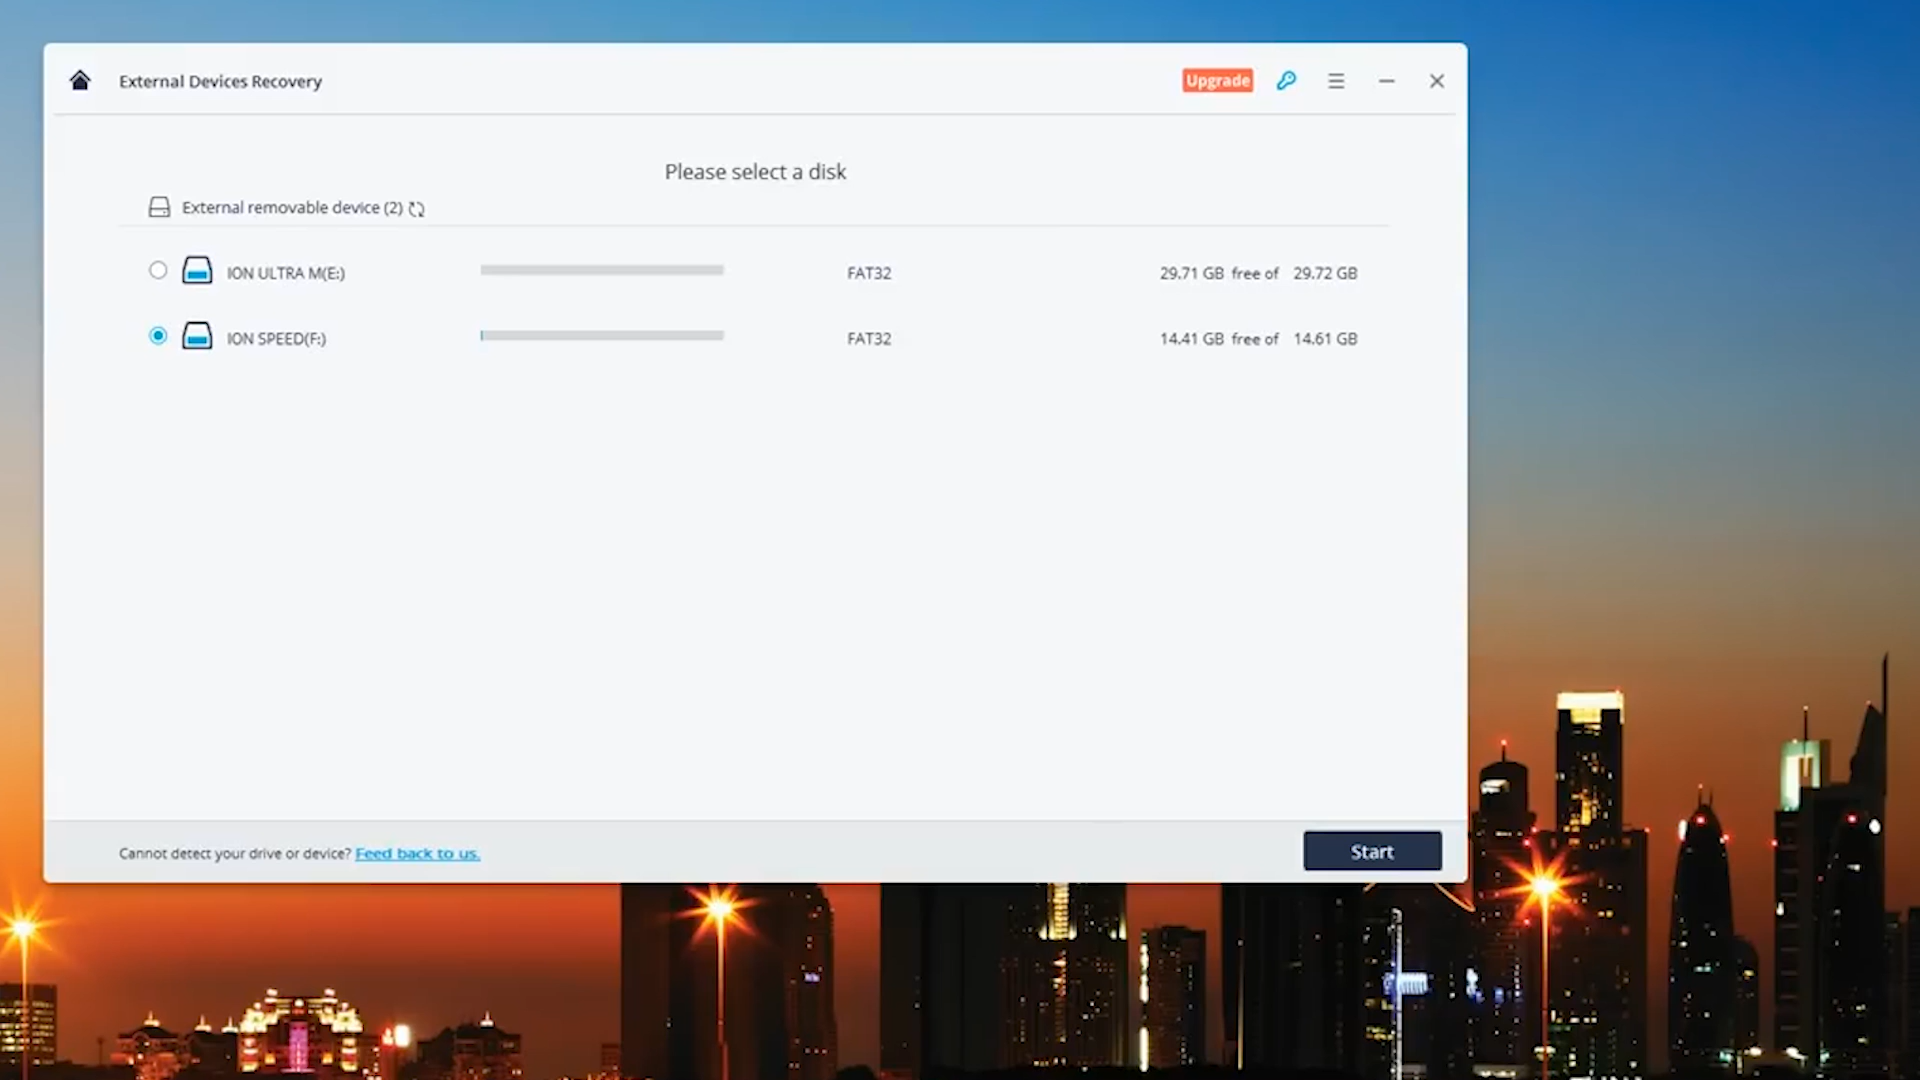 External Devices Recovery
Upgrade
Please select a disk
External removable device (2)
ION ULTRA M(E:) FAT32 29.71 GB free of 29.72 GB
ION SPEED(F:) FAT32 14.41 GB free of 14.61 GB
Cannot detect your drive or device? Feed back to us.
Start